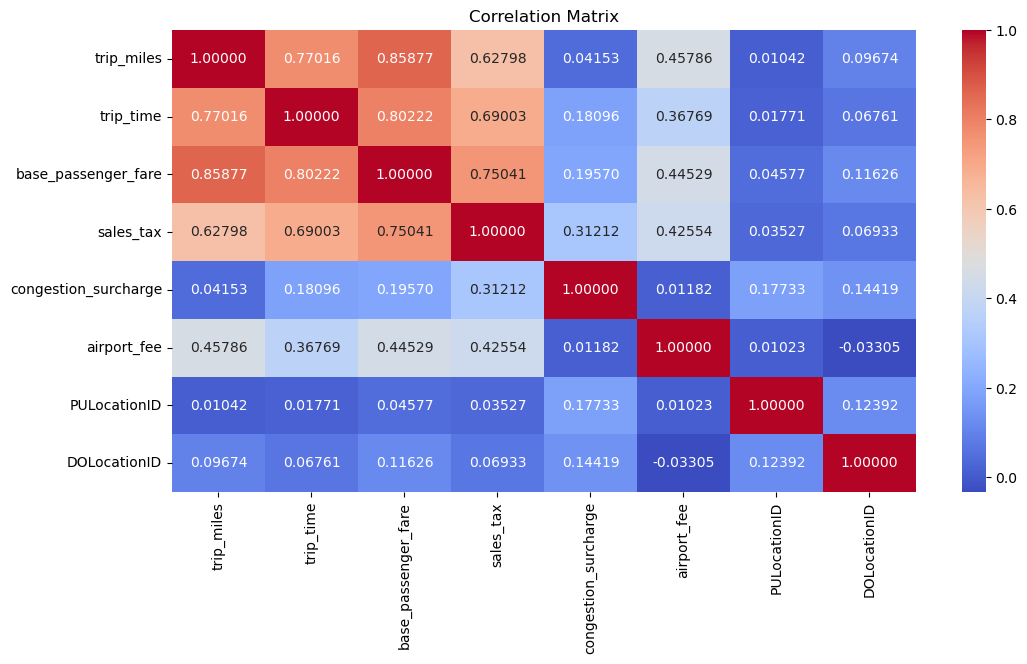 Correlation Matrix
trip_miles 1.00000 0.77016 0.85877 0.62798 0.04153 0.45786 0.01042 0.09674
trip_time 0.77016 1.00000 0.80222 0.69003 0.18096 0.36769 0.01771 0.06761
base_passenger_fare 0.85877 0.80222 1.00000 0.75041 0.19570 0.44529 0.04577 0.11626
sales_tax 0.62798 0.69003 0.75041 1.00000 0.31212 0.42554 0.03527 0.06933
congestion_surcharge 0.04153 0.18096 0.19570 0.31212 1.00000 0.01182 0.17733 0.14419
airport_fee 0.45786 0.36769 0.44529 0.42554 0.01182 1.00000 0.01023 -0.03305
PULocationID 0.01042 0.01771 0.04577 0.03527 0.17733 0.01023 1.00000 0.12392
DOLocationID 0.09674 0.06761 0.11626 0.06933 0.14419 -0.03305 0.12392 1.00000
trip_miles
trip_time
base_passenger_fare
sales_tax
congestion_surcharge
airport_fee
PULocationID
DOLocationID
1.0
0.8
0.6
0.4
0.2
0.0